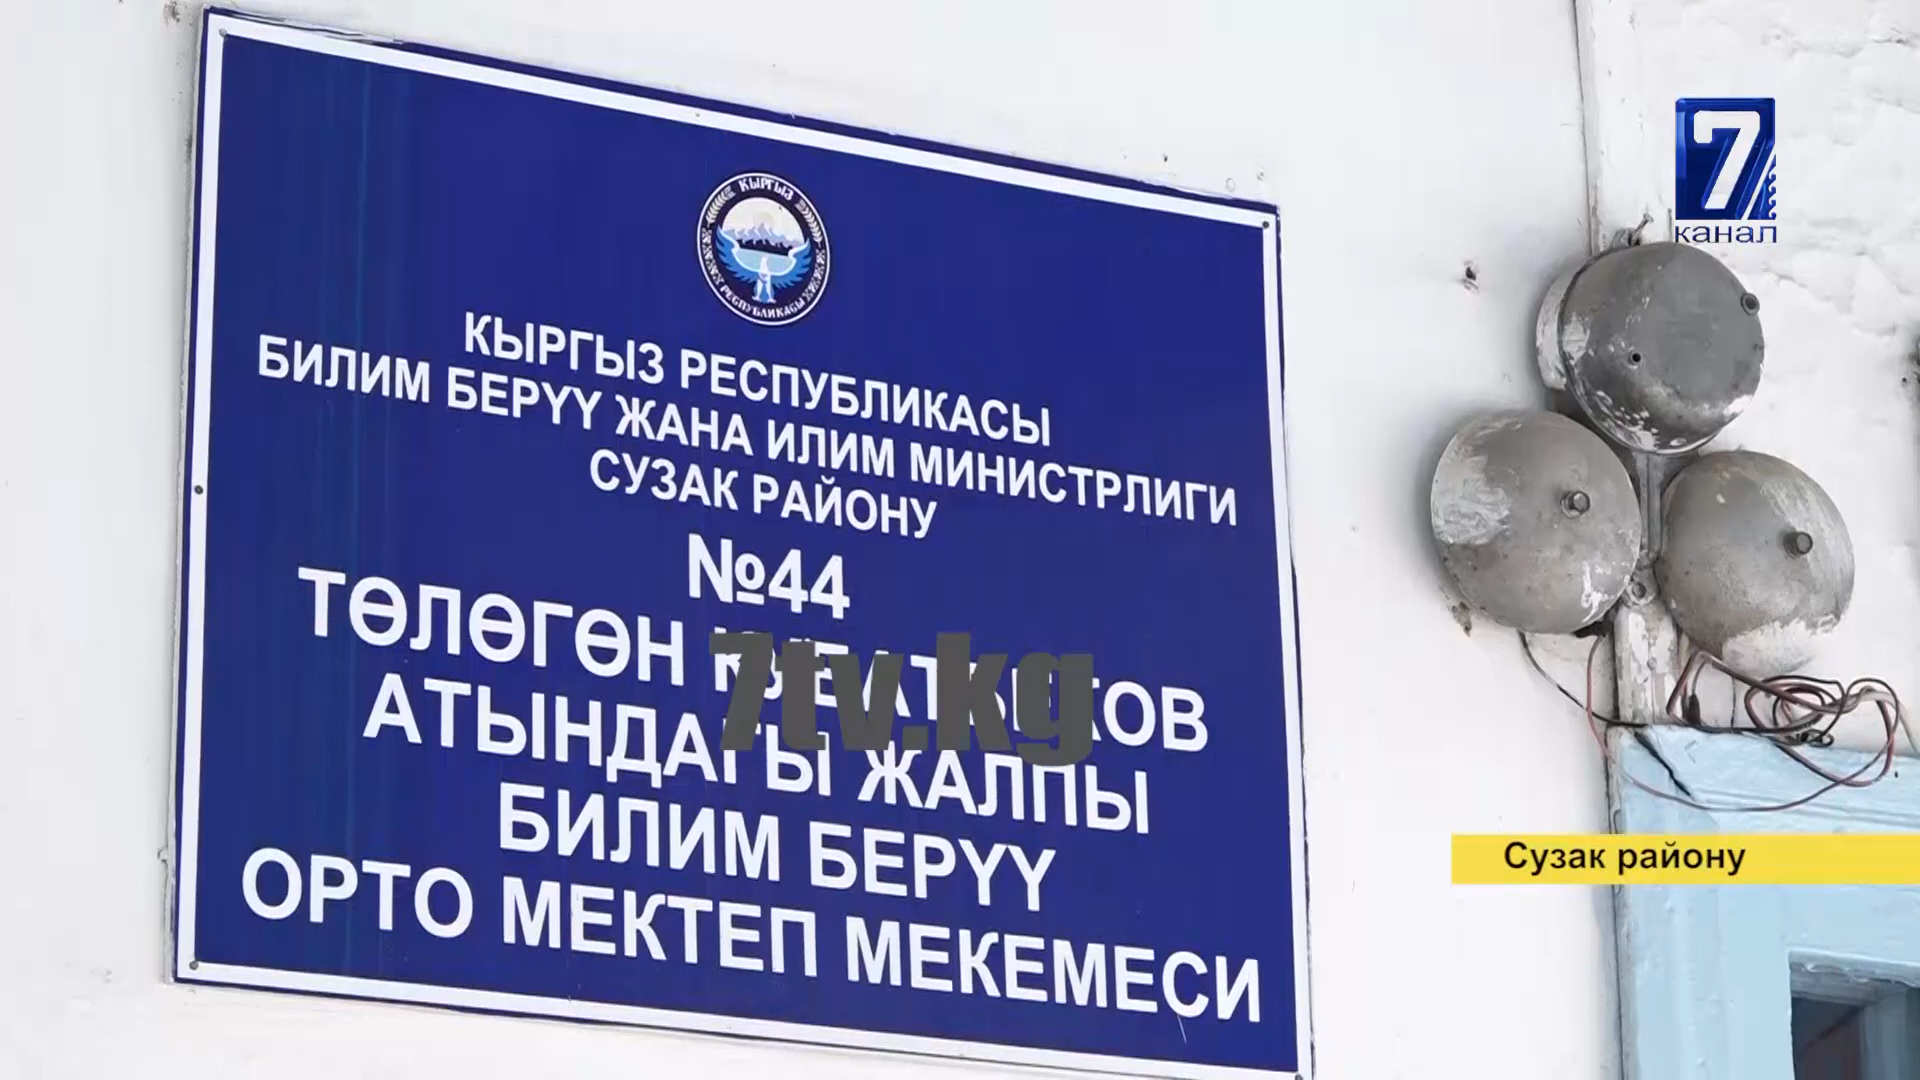 КЫРГЫЗ
РЕСПУБЛИКАСЫ
КЫРГЫЗ РЕСПУБЛИКАСЫ
БИЛИМ БЕРҮҮ ЖАНА ИЛИМ МИНИСТРЛИГИ
СУЗАК РАЙОНУ
№44
ТӨЛӨГӨН
АТЫНДАГЫ ЖАЛПЫ
БИЛИМ БЕРҮҮ
ОРТО МЕКТЕП МЕКЕМЕСИ
7tv.kg
7
канал
Сузак району